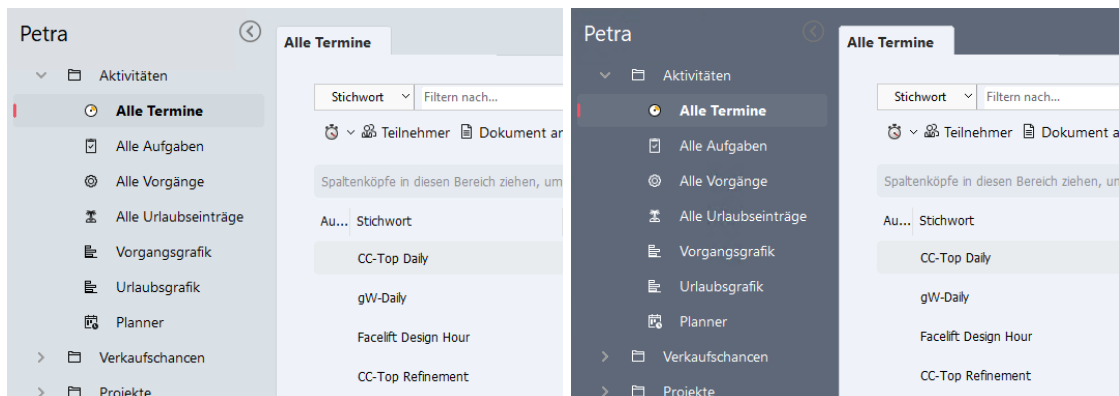 Petra
Alle Termine
Aktivitäten
Alle Termine
Alle Aufgaben
Alle Vorgänge
Alle Urlaubseinträge
Vorgangsgrafik
Urlaubsgrafik
Planner
Verkaufschancen
Projekte
Stichwort Filtern nach...
Teilnehmer Dokument an
Spaltenköpfe in diesen Bereich ziehen, um
Au... Stichwort
CC-Top Daily
gW-Daily
Facelift Design Hour
CC-Top Refinement
Petra
Alle Termine
Aktivitäten
Alle Termine
Alle Aufgaben
Alle Vorgänge
Alle Urlaubseinträge
Vorgangsgrafik
Urlaubsgrafik
Planner
Verkaufschancen
Projekte
Stichwort Filtern nach...
Teilnehmer Dokument a
Spaltenköpfe in diesen Bereich ziehen, um
Au... Stichwort
CC-Top Daily
gW-Daily
Facelift Design Hour
CC-Top Refinement